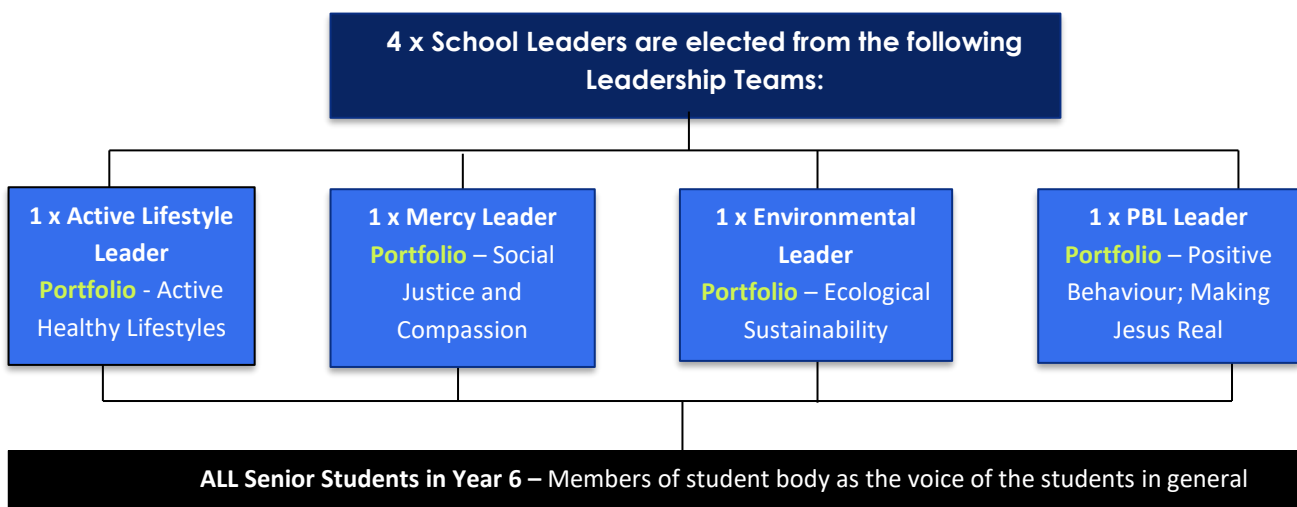 4 x School Leaders are elected from the following
Leadership Teams:
1 x Active Lifestyle
Leader
Portfolio - Active
Healthy Lifestyles
1 x Mercy Leader
Portfolio – Social
Justice and
Compassion
1 x Environmental
Leader
Portfolio – Ecological
Sustainability
1 x PBL Leader
Portfolio – Positive
Behaviour; Making
Jesus Real
ALL Senior Students in Year 6 – Members of student body as the voice of the students in general